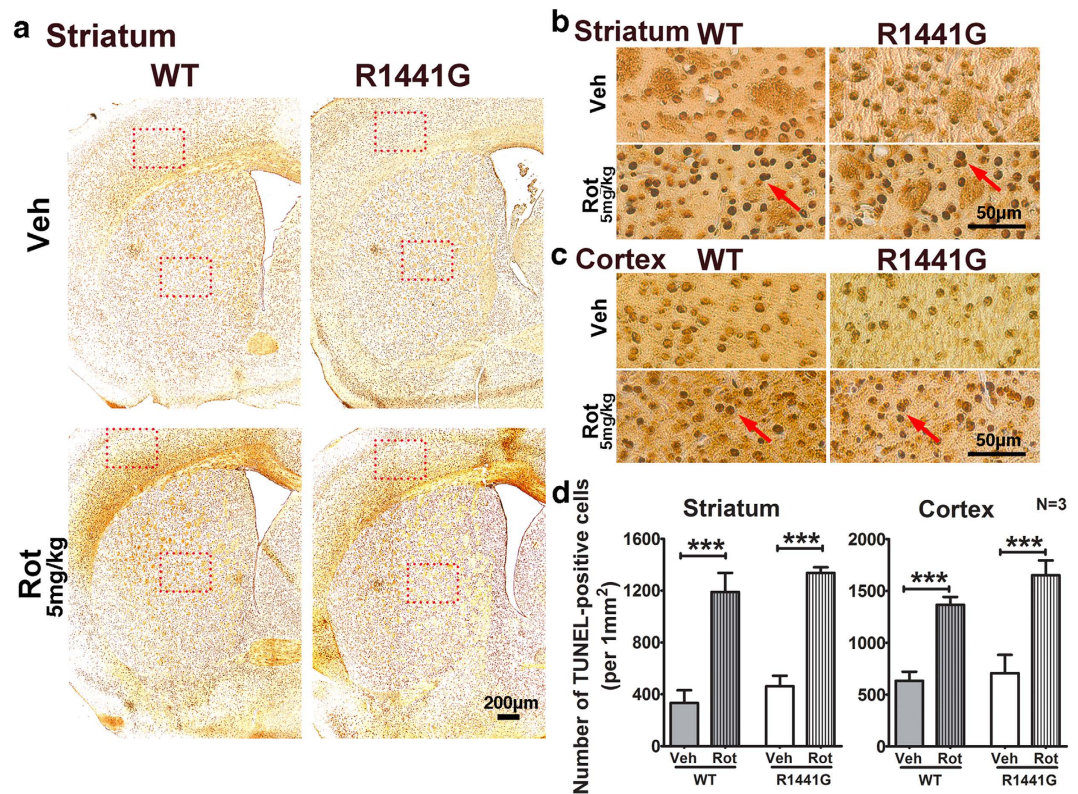 a Striatum
WT R1441G
Veh
Rot
5mg/kg
200µm
b Striatum WT R1441G
Veh
Rot
5mg/kg
50µm
c Cortex WT R1441G
Veh
Rot
5mg/kg
50µm
d Striatum Cortex N=3
Number of TUNEL-positive cells
(per 1mm²)
1600
1200
800
400
0
*** ***
Veh Rot Veh Rot
WT R1441G
2000
1500
1000
500
0
*** ***
Veh Rot Veh Rot
WT R1441G